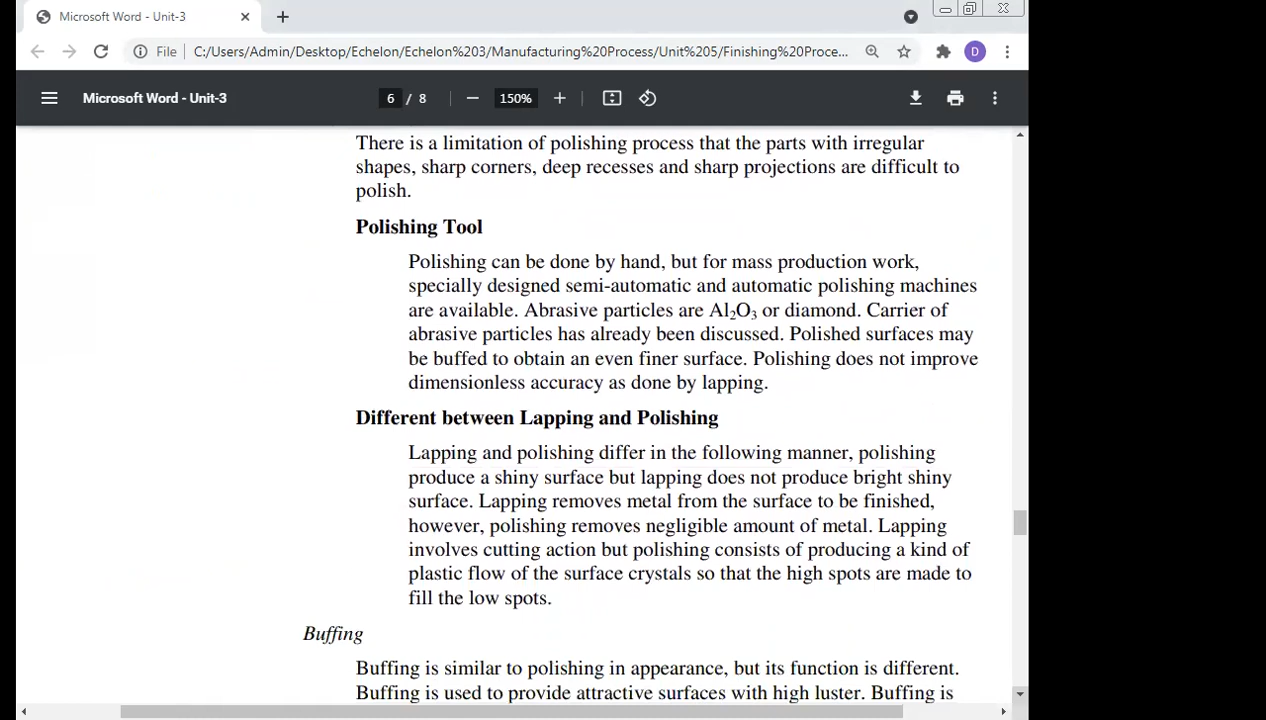 Microsoft Word - Unit-3
File C:/Users/Admin/Desktop/Echelon/Echelon%203/Manufacturing%20Process/Unit%205/Finishing%20Proce...
D
Microsoft Word - Unit-3 6 / 8 150%
There is a limitation of polishing process that the parts with irregular
shapes, sharp corners, deep recesses and sharp projections are difficult to
polish.
Polishing Tool
Polishing can be done by hand, but for mass production work,
specially designed semi-automatic and automatic polishing machines
are available. Abrasive particles are Al₂O₃ or diamond. Carrier of
abrasive particles has already been discussed. Polished surfaces may
be buffed to obtain an even finer surface. Polishing does not improve
dimensionless accuracy as done by lapping.
Different between Lapping and Polishing
Lapping and polishing differ in the following manner, polishing
produce a shiny surface but lapping does not produce bright shiny
surface. Lapping removes metal from the surface to be finished,
however, polishing removes negligible amount of metal. Lapping
involves cutting action but polishing consists of producing a kind of
plastic flow of the surface crystals so that the high spots are made to
fill the low spots.
Buffing
Buffing is similar to polishing in appearance, but its function is different.
Buffing is used to provide attractive surfaces with high luster. Buffing is